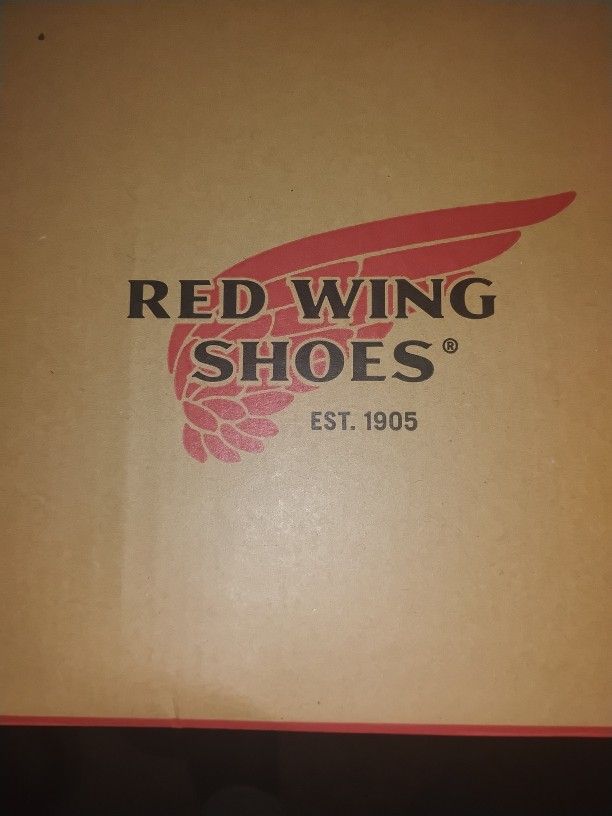 RED WING
SHOES®
EST. 1905